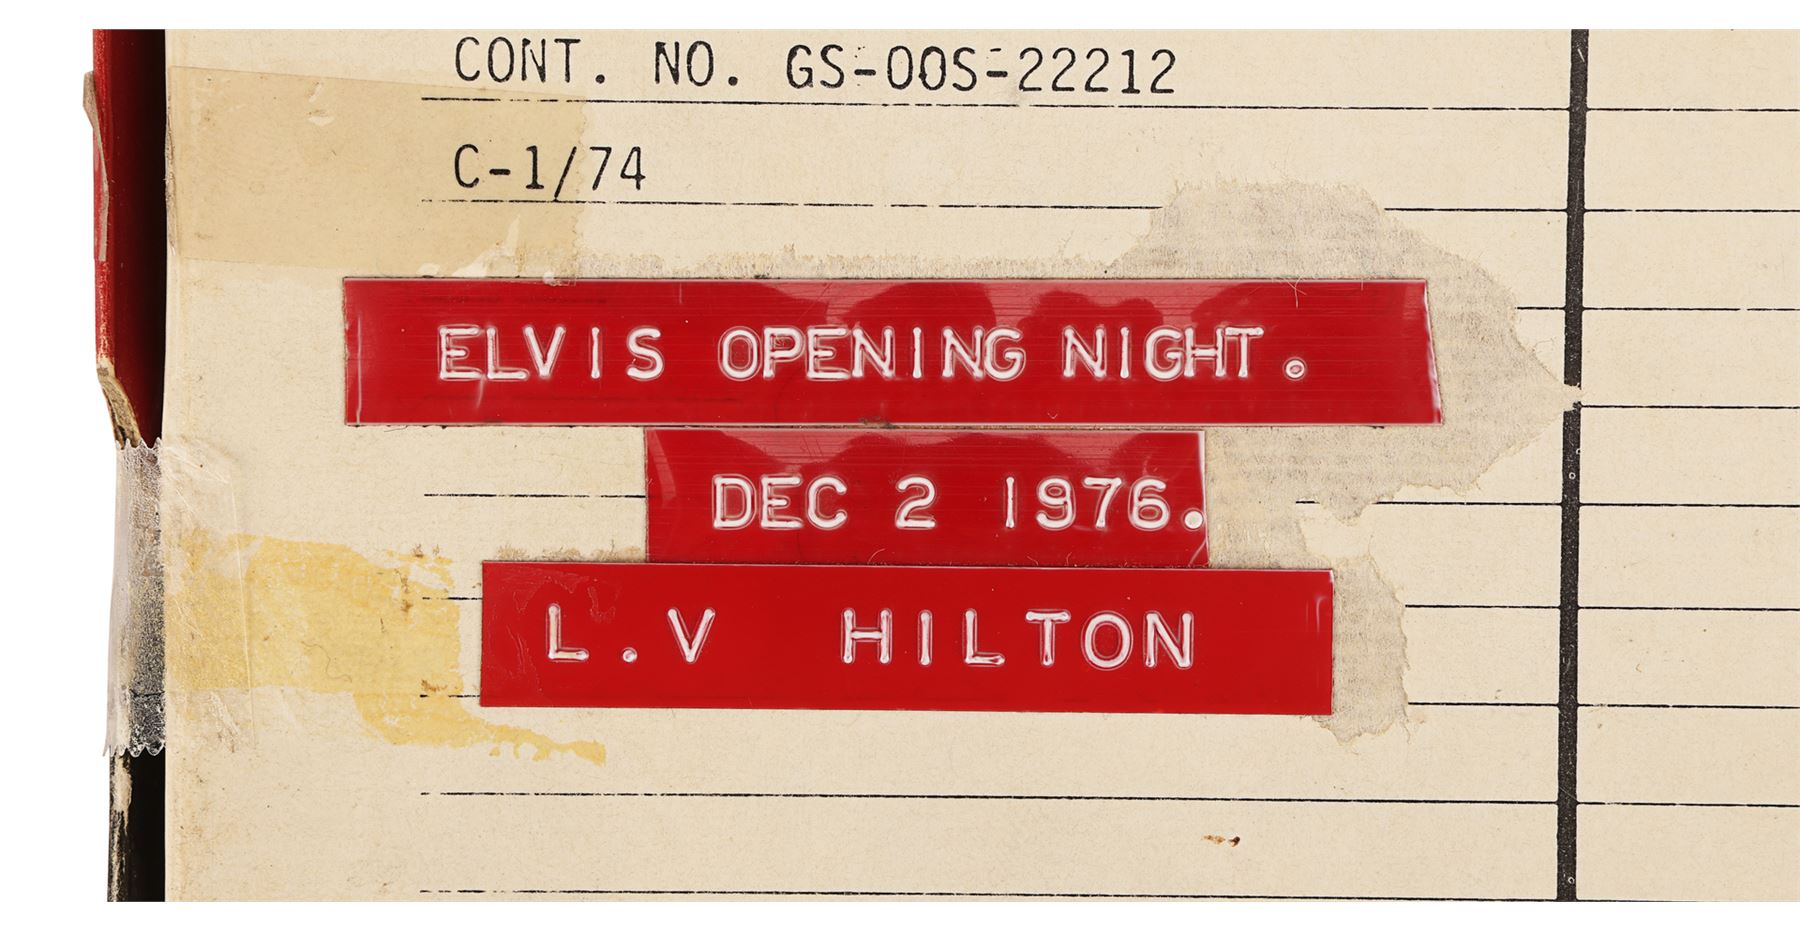 CONT. NO. GS-00S-22212
C-1/74
ELVIS OPENING NIGHT.
DEC 2 1976.
L.V HILTON